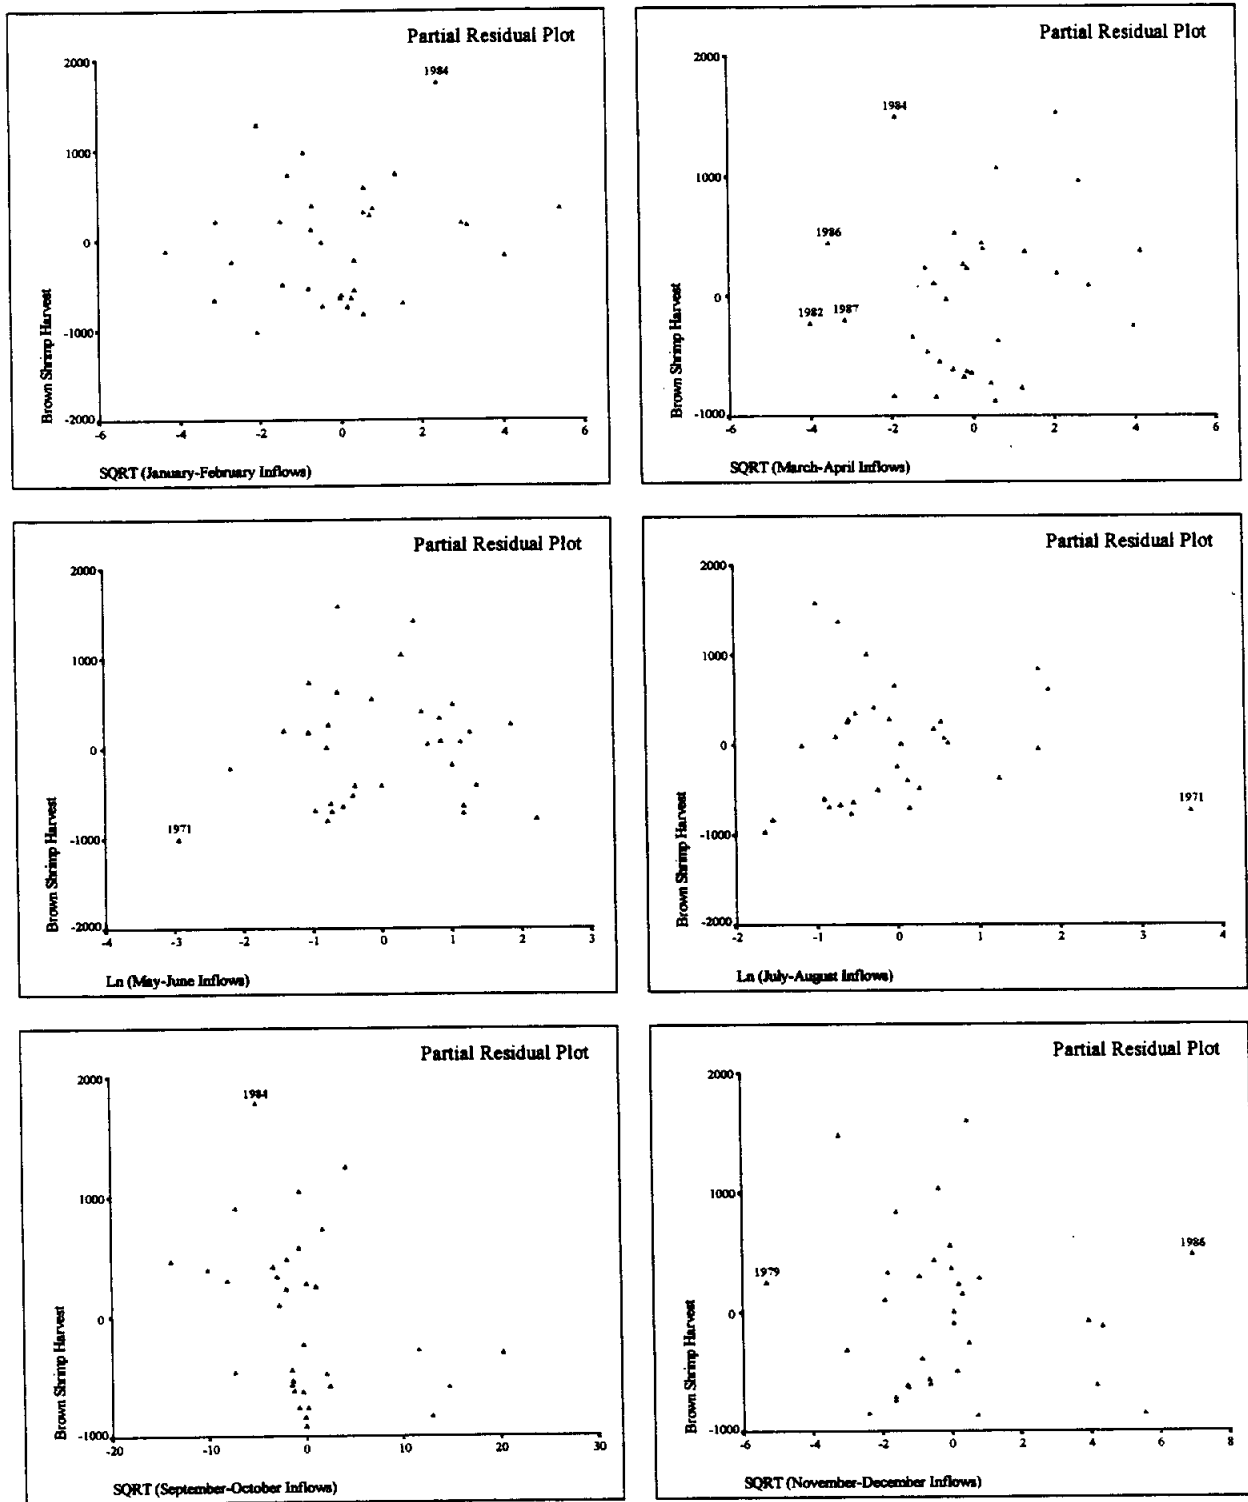 Partial Residual Plot
2000
1984
1000
0
-1000
-2000
-6 -4 -2 0 2 4 6
Brown Shrimp Harvest
SQRT (January-February Inflows)
Partial Residual Plot
2000
1984
1000
1986
0
1982 1987
-1000
-6 -4 -2 0 2 4 6
Brown Shrimp Harvest
SQRT (March-April Inflows)
Partial Residual Plot
2000
1000
0
1971
-1000
-2000
-4 -3 -2 -1 0 1 2 3
Brown Shrimp Harvest
Ln (May-June Inflows)
Partial Residual Plot
2000
1000
0
1971
-1000
-2000
-2 -1 0 1 2 3 4
Brown Shrimp Harvest
Ln (July-August Inflows)
Partial Residual Plot
2000
1984
1000
0
-1000
-20 -10 0 10 20 30
Brown Shrimp Harvest
SQRT (September-October Inflows)
Partial Residual Plot
2000
1000
1986
1979
0
-1000
-6 -4 -2 0 2 4 6 8
Brown Shrimp Harvest
SQRT (November-December Inflows)